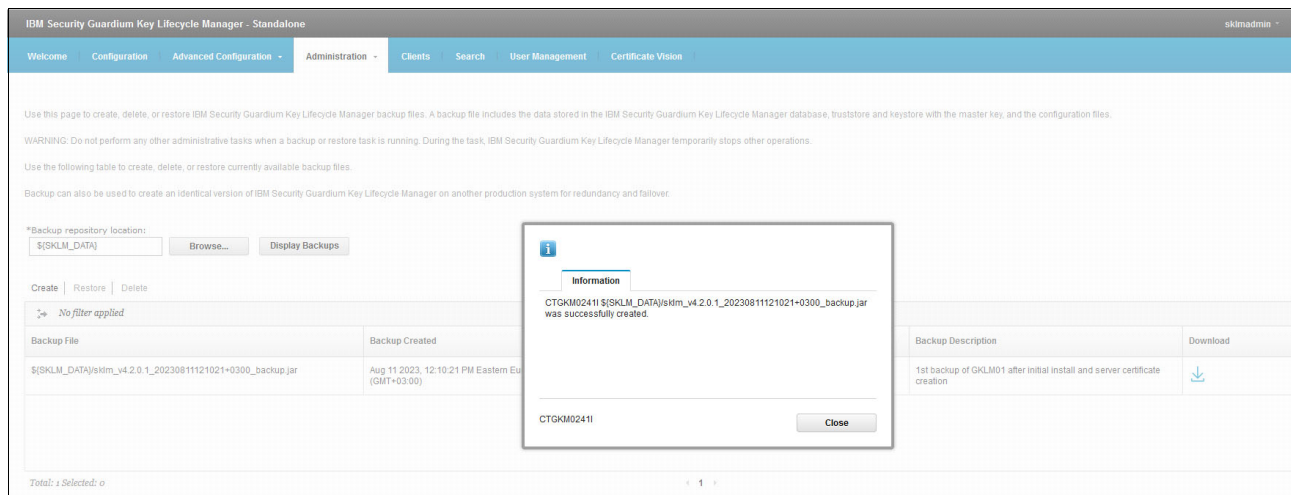 IBM Security Guardium Key Lifecycle Manager - Standalone
sklmadmin
Welcome Configuration Advanced Configuration Administration Clients Search User Management Certificate Vision
Use this page to create, delete, or restore IBM Security Guardium Key Lifecycle Manager backup files. A backup file includes the data stored in the IBM Security Guardium Key Lifecycle Manager database, truststore and keystore with the master key, and the configuration files.
WARNING: Do not perform any other administrative tasks when a backup or restore task is running. During the task, IBM Security Guardium Key Lifecycle Manager temporarily stops other operations.
Use the following table to create, delete, or restore currently available backup files.
Backup can also be used to create an identical version of IBM Security Guardium Key Lifecycle Manager on another production system for redundancy and failover.
*Backup repository location:
${SKLM_DATA} Browse... Display Backups
Create Restore Delete
No filter applied
Backup File Backup Created Backup Description Download
${SKLM_DATA}/sklm_v4.2.0.1_20230811121021+0300_backup.jar
Aug 11 2023, 12:10:21 PM Eastern Eu
(GMT+03:00)
1st backup of GKLM01 after initial install and server certificate
creation
i
Information
CTGKM0241I ${SKLM_DATA}/sklm_v4.2.0.1_20230811121021+0300_backup.jar
was successfully created.
CTGKM0241I
Close
Total: 1 Selected: 0
1